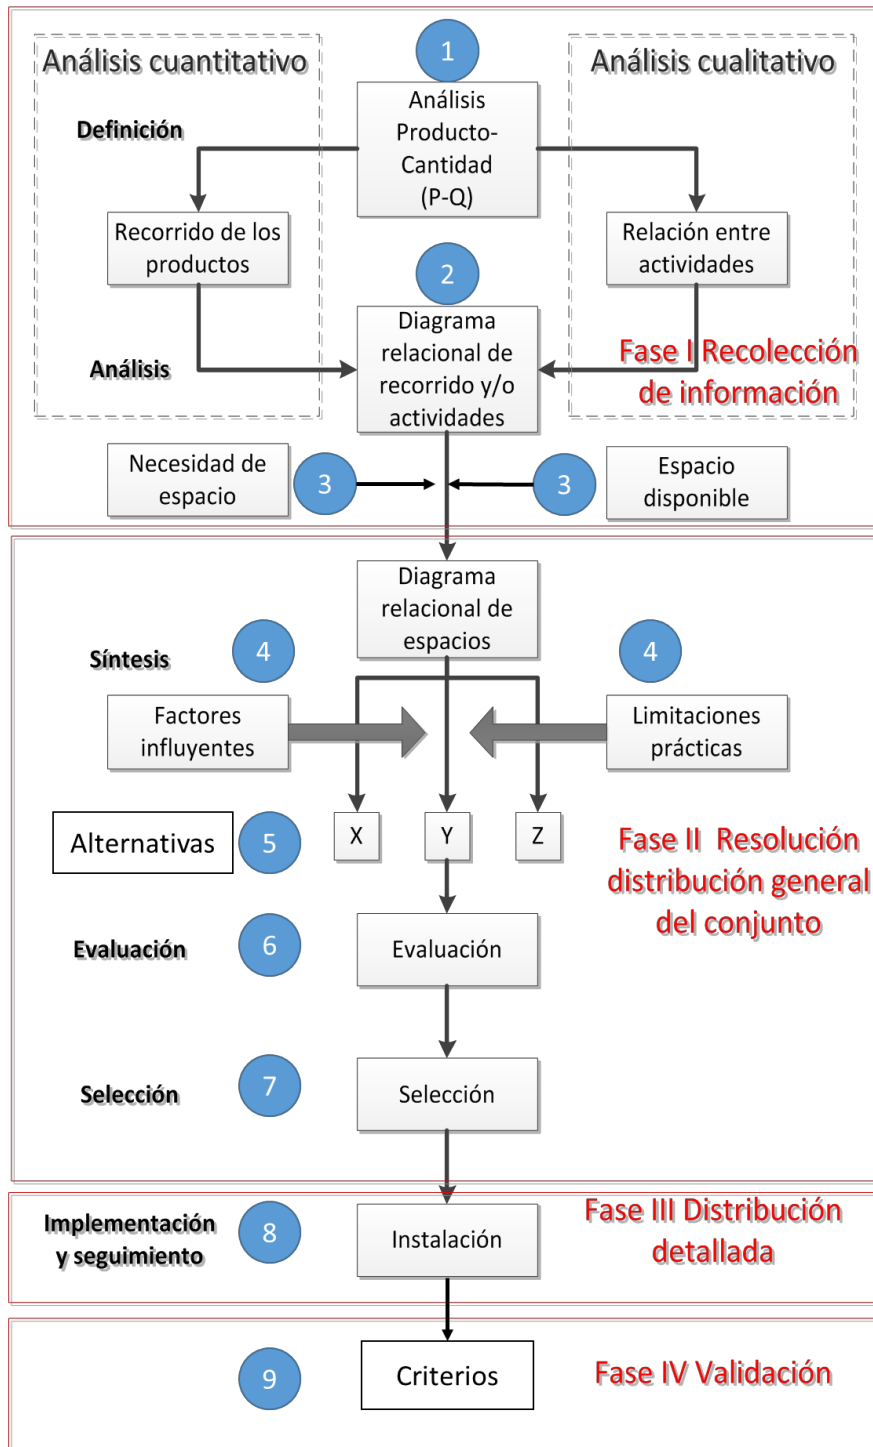 Análisis cuantitativo
1
Análisis cualitativo
Definición
Análisis
Producto-
Cantidad
(P-Q)
Recorrido de los
productos
Relación entre
actividades
2
Análisis
Diagrama
relacional de
recorrido y/o
actividades
Fase I Recolección
de información
Necesidad de
espacio
3
3
Espacio
disponible
Diagrama
relacional de
espacios
Síntesis
4
4
Factores
influyentes
Limitaciones
prácticas
Alternativas
5
X
Y
Z
Fase II Resolución
distribución general
del conjunto
Evaluación
6
Evaluación
Selección
7
Selección
Implementación
y seguimiento
8
Instalación
Fase III Distribución
detallada
9
Criterios
Fase IV Validación